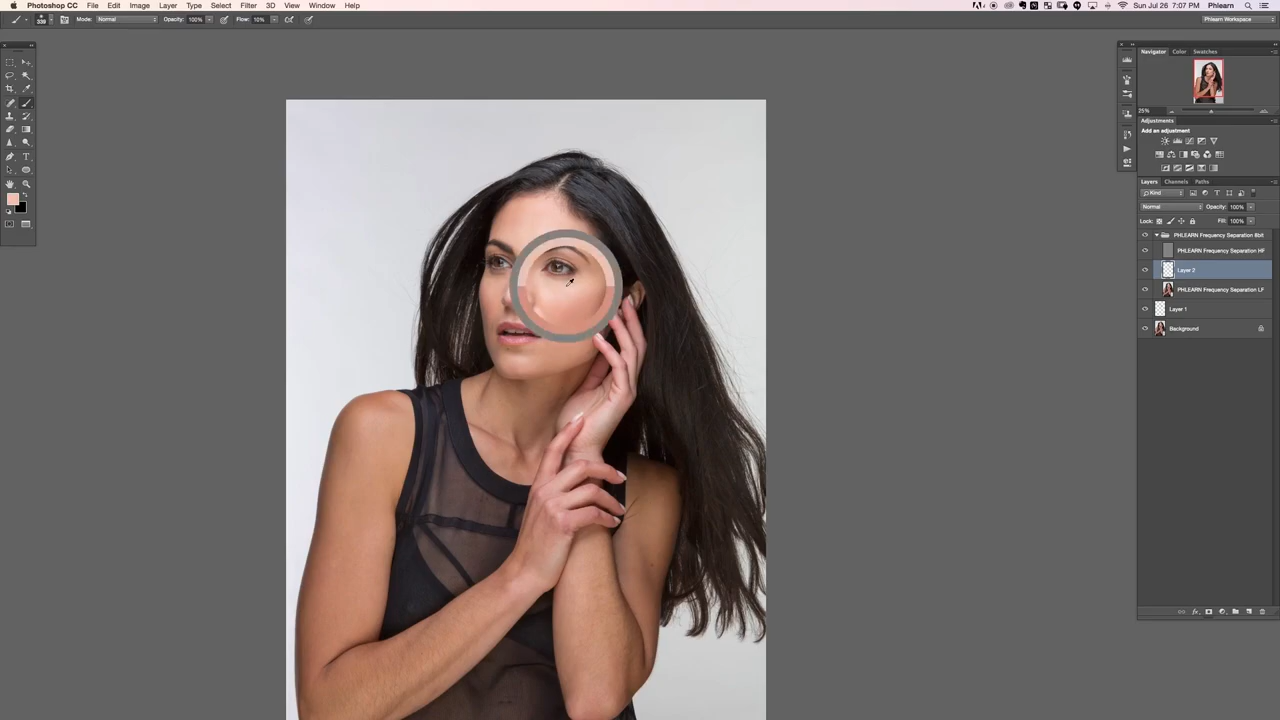 Photoshop CC File Edit Image Layer Type Select Filter 3D View Window Help Sun Jul 26 7:07 PM Phlearn
339 Mode: Normal Opacity: 100% Flow: 10% Phlearn Workspace
Navigator Color Swatches
25%
Adjustments
Add an adjustment
Layers Channels Paths
Kind
Normal Opacity: 100%
Lock: Fill: 100%
PHLEARN Frequency Separation 8bit
PHLEARN Frequency Separation HF
Layer 2
PHLEARN Frequency Separation LF
Layer 1
Background